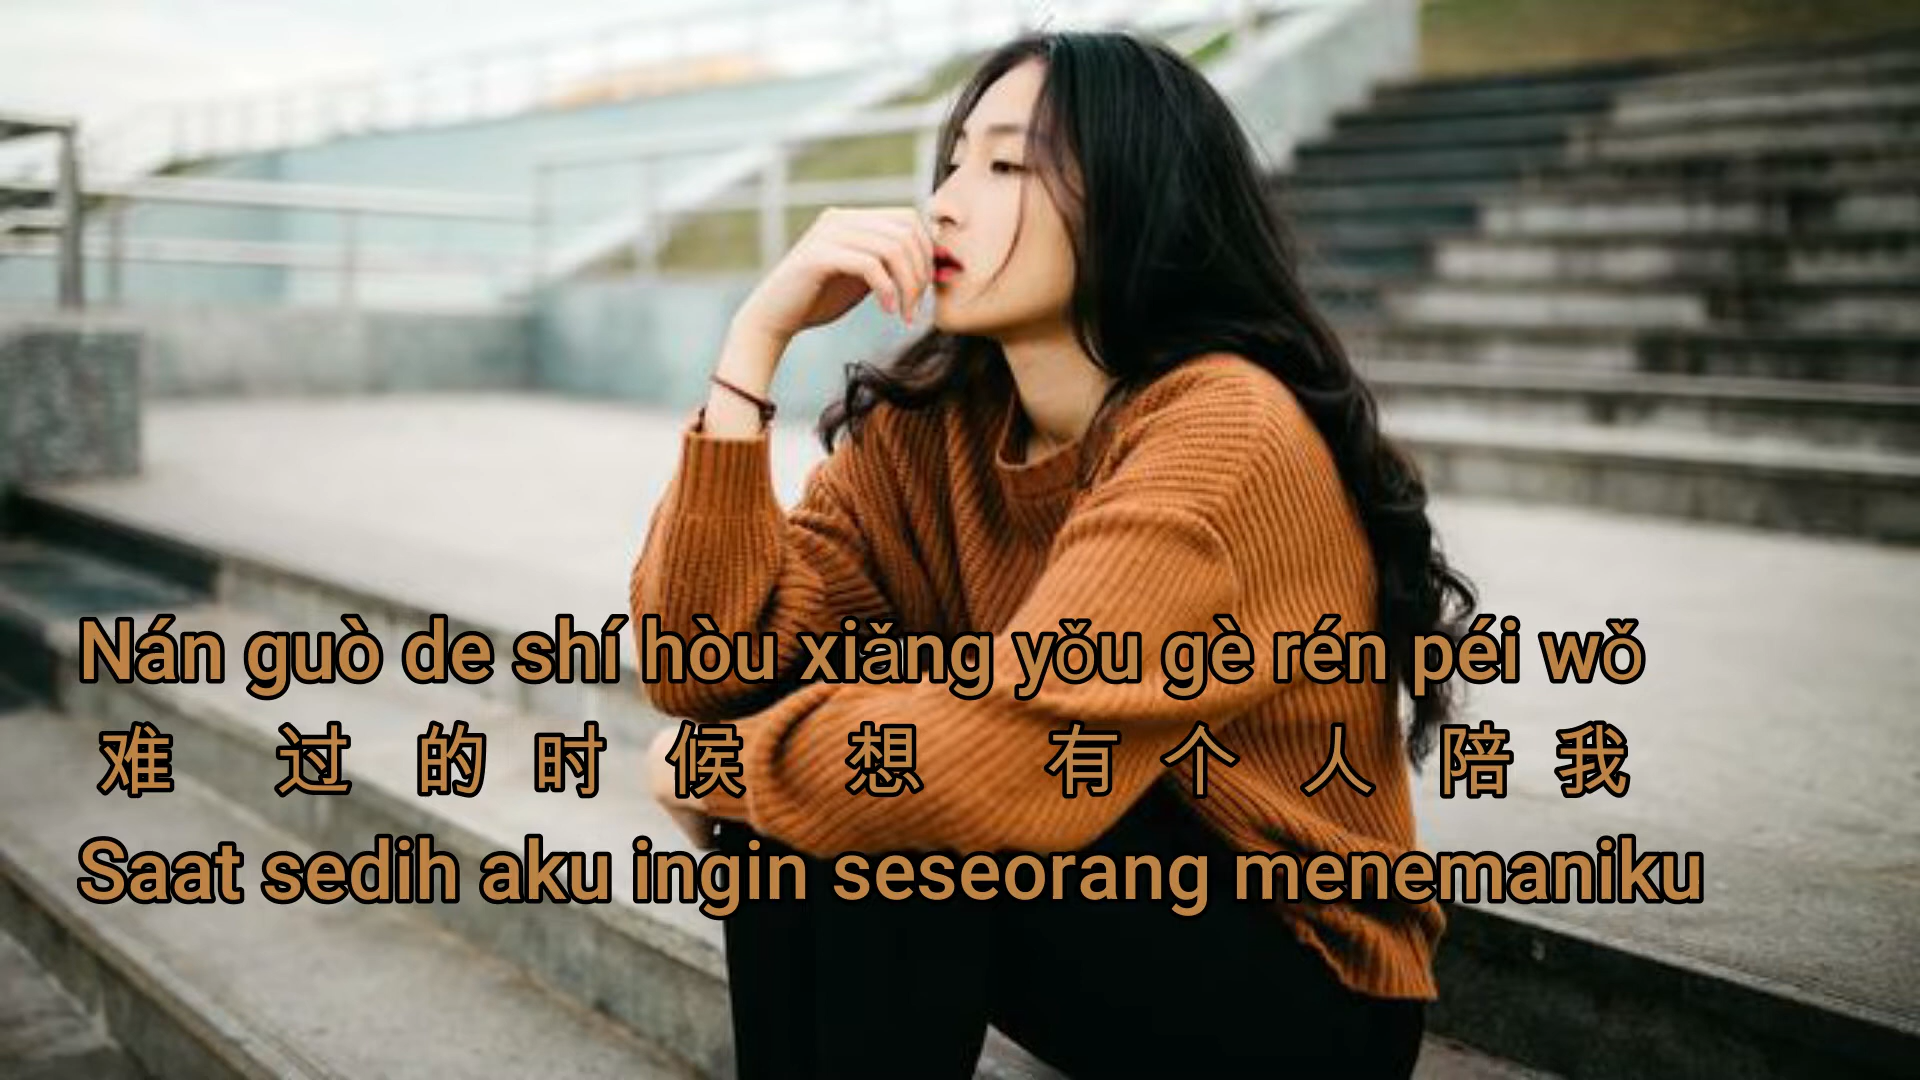 Nán guò de shí hòu xiǎng yǒu gè rén péi wǒ
难 过 的 时 候 想 有 个 人 陪 我
Saat sedih aku ingin seseorang menemaniku